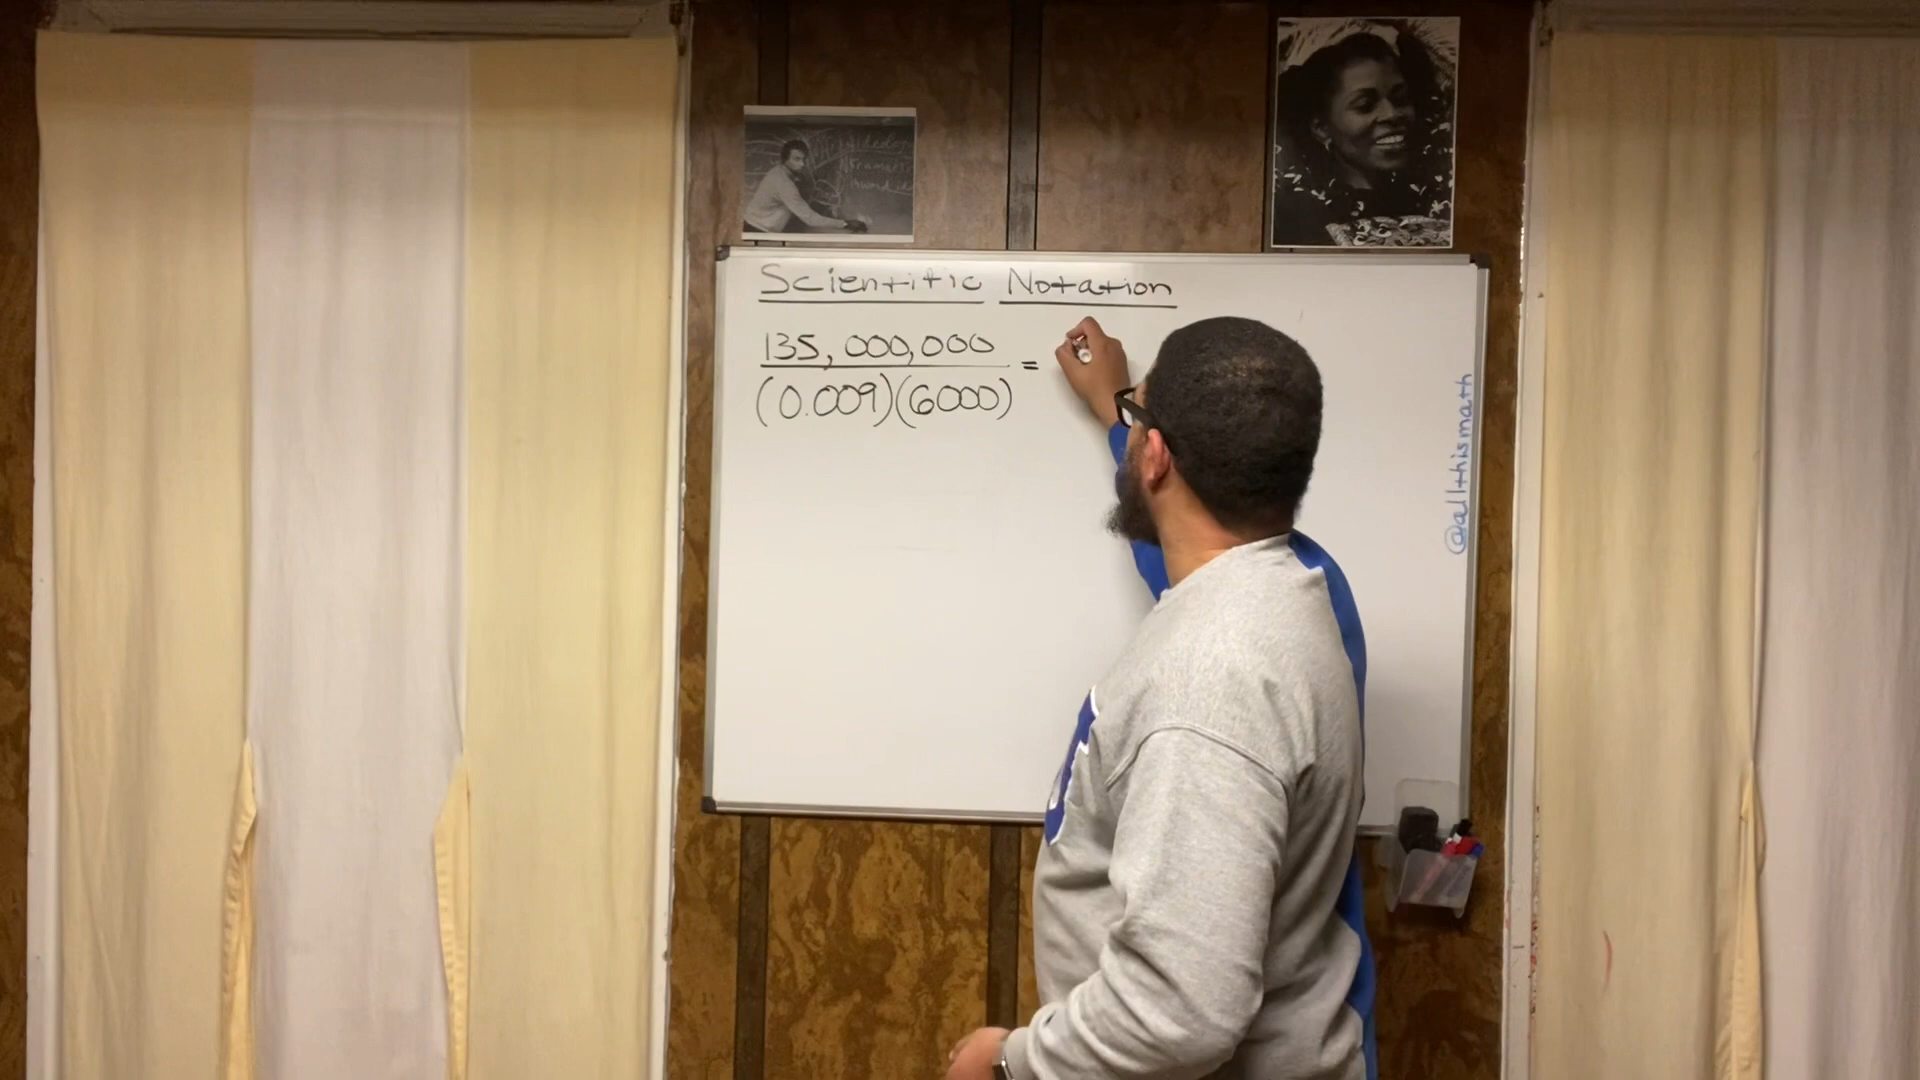 Scientific Notation
135,000,000
(0.009)(6000)
=
@allthismath